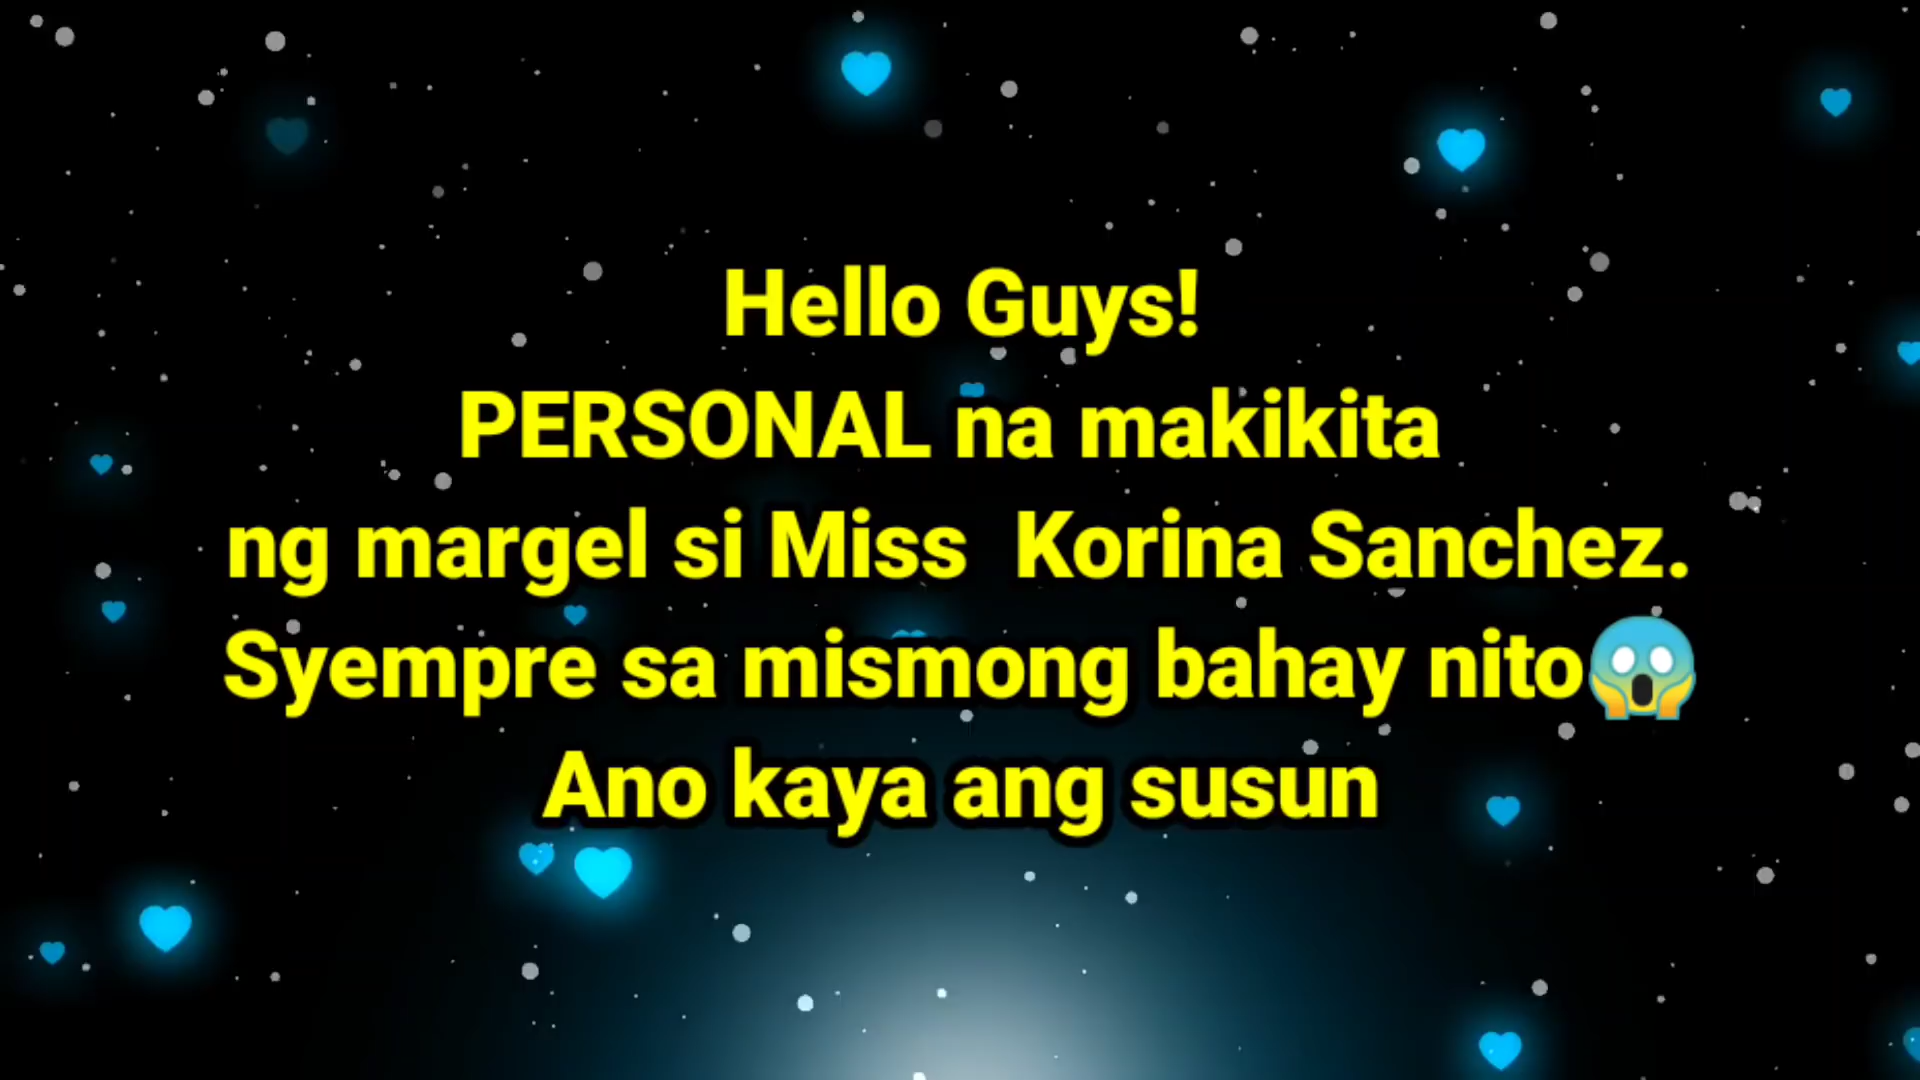 Hello Guys!
PERSONAL na makikita
ng margel si Miss  Korina Sanchez.
Syempre sa mismong bahay nito😱
Ano kaya ang susun